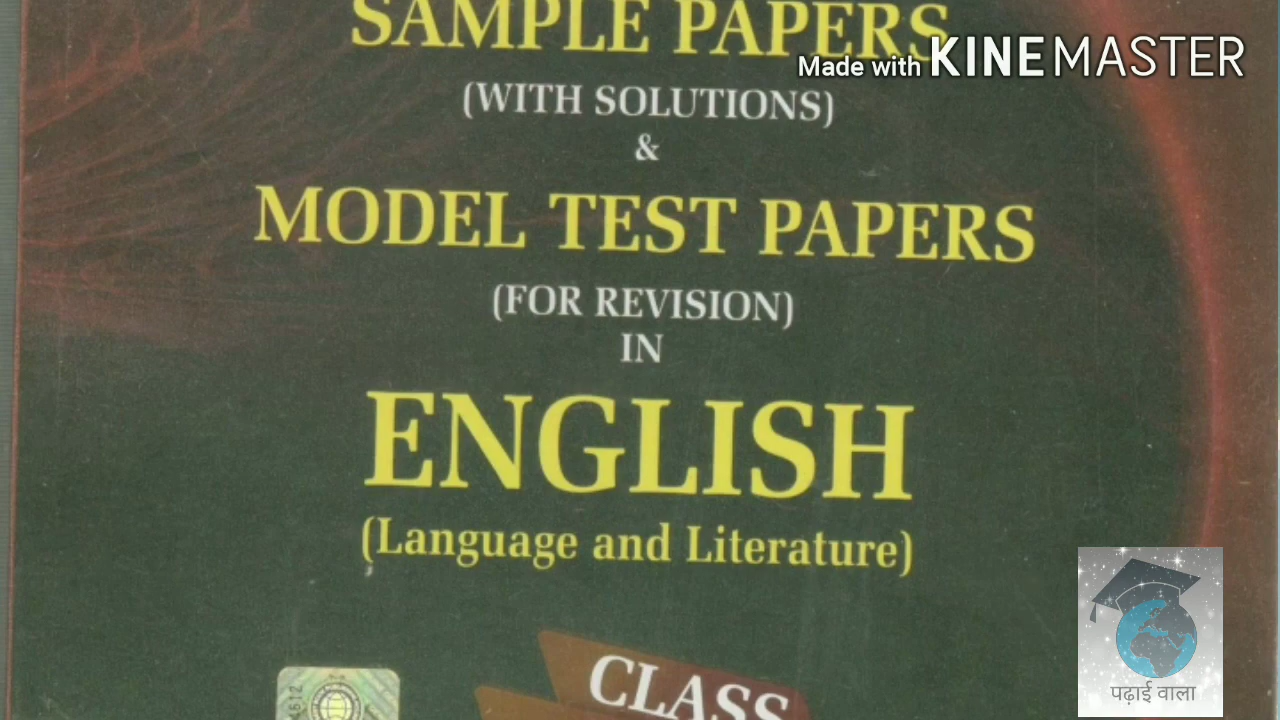 SAMPLE PAPERS
Made with KINEMASTER
(WITH SOLUTIONS)
&
MODEL TEST PAPERS
(FOR REVISION)
IN
ENGLISH
(Language and Literature)
CLASS
4612
पढ़ाई वाला